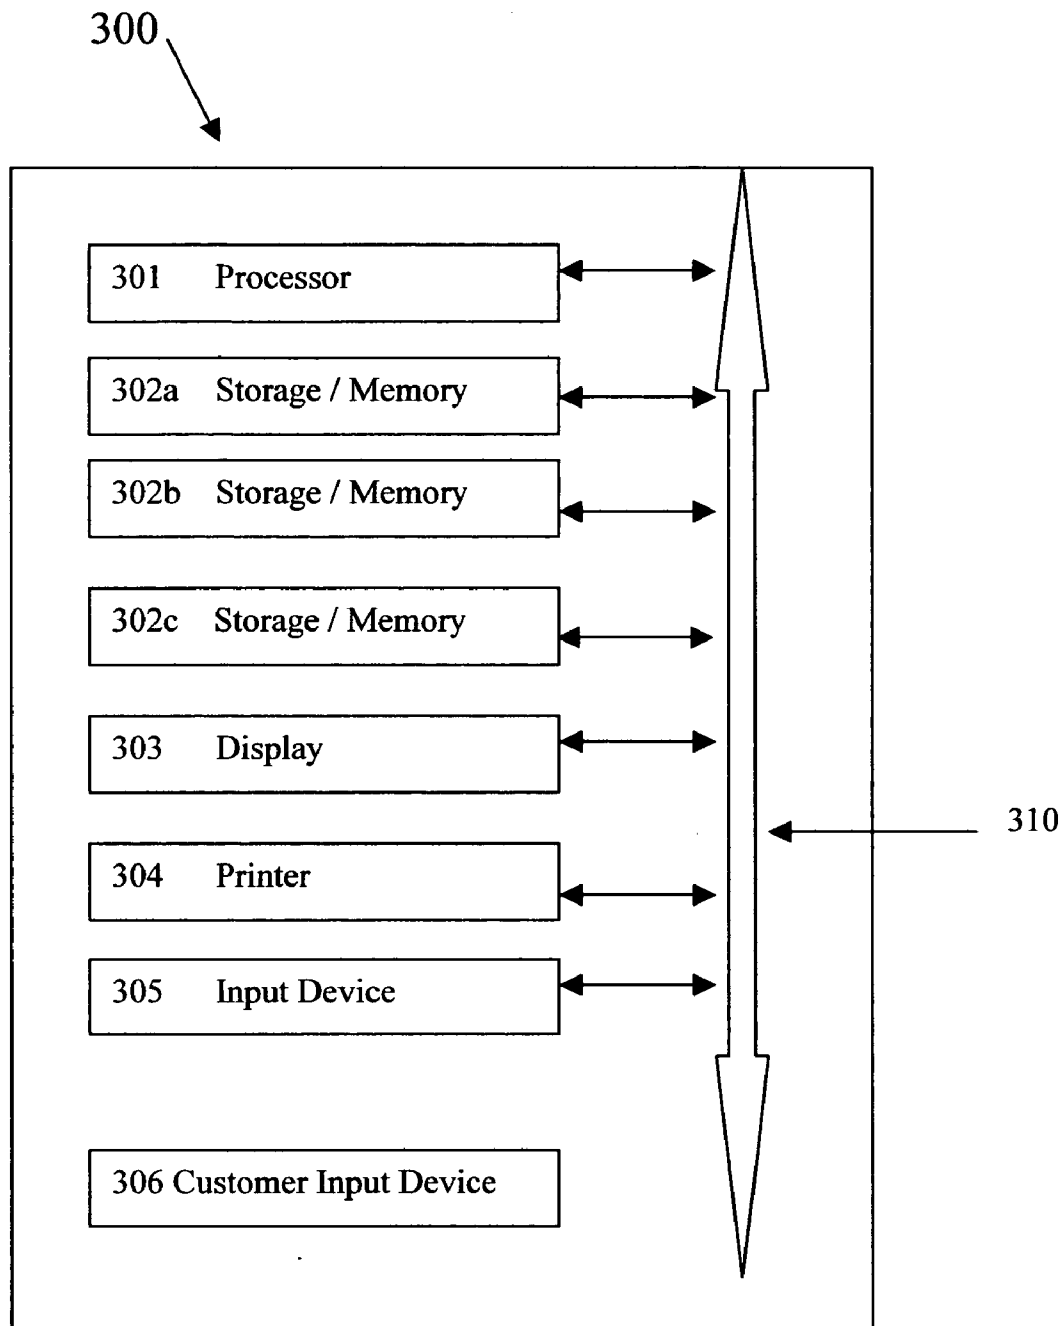 300
301 Processor
302a Storage / Memory
302b Storage / Memory
302c Storage / Memory
303 Display
310
304 Printer
305 Input Device
306 Customer Input Device